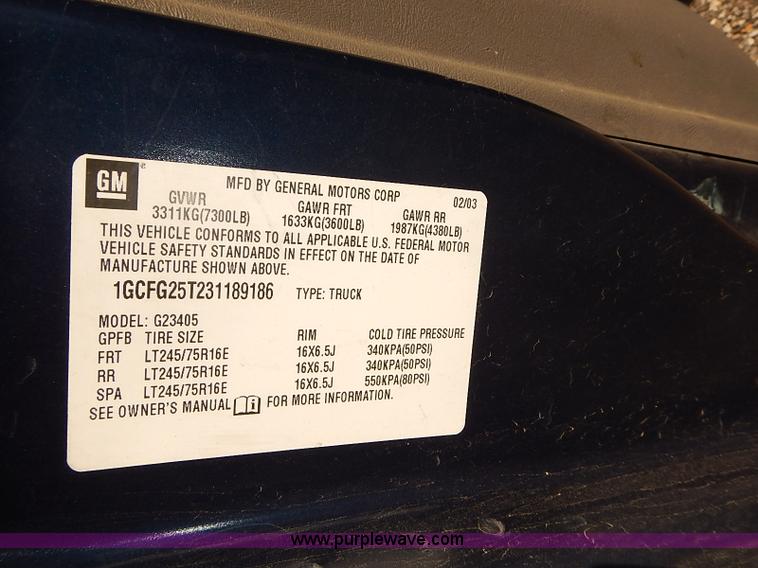 GM
MFD BY GENERAL MOTORS CORP 02/03
GVWR GAWR FRT GAWR RR
3311KG(7300LB) 1633KG(3600LB) 1987KG(4380LB)
THIS VEHICLE CONFORMS TO ALL APPLICABLE U.S. FEDERAL MOTOR
VEHICLE SAFETY STANDARDS IN EFFECT ON THE DATE OF
MANUFACTURE SHOWN ABOVE.
1GCFG25T231189186 TYPE: TRUCK
MODEL: G23405
GPFB TIRE SIZE RIM COLD TIRE PRESSURE
FRT LT245/75R16E 16X6.5J 340KPA(50PSI)
RR LT245/75R16E 16X6.5J 340KPA(50PSI)
SPA LT245/75R16E 16X6.5J 550KPA(80PSI)
SEE OWNER'S MANUAL FOR MORE INFORMATION.
www.purplewave.com